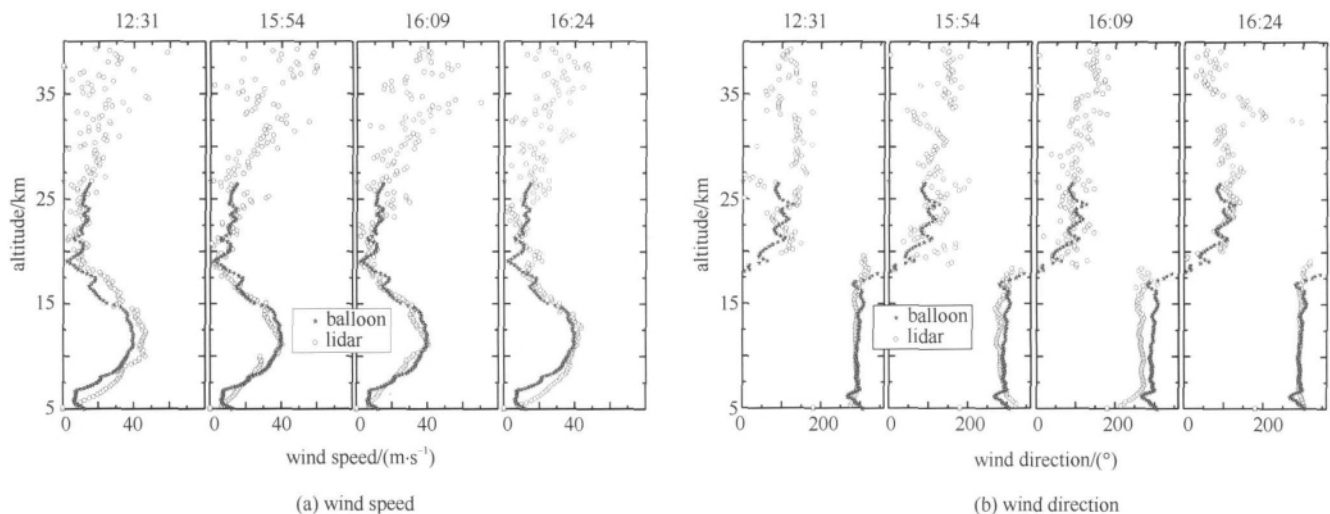 12:31 15:54 16:09 16:24
12:31 15:54 16:09 16:24
35
25
15
5
altitude/km
balloon
lidar
0 40 0 40 0 40 0 40
wind speed/(m·s⁻¹)
(a) wind speed
35
25
15
5
altitude/km
balloon
lidar
0 200 0 200 0 200 0 200
wind direction/(°)
(b) wind direction